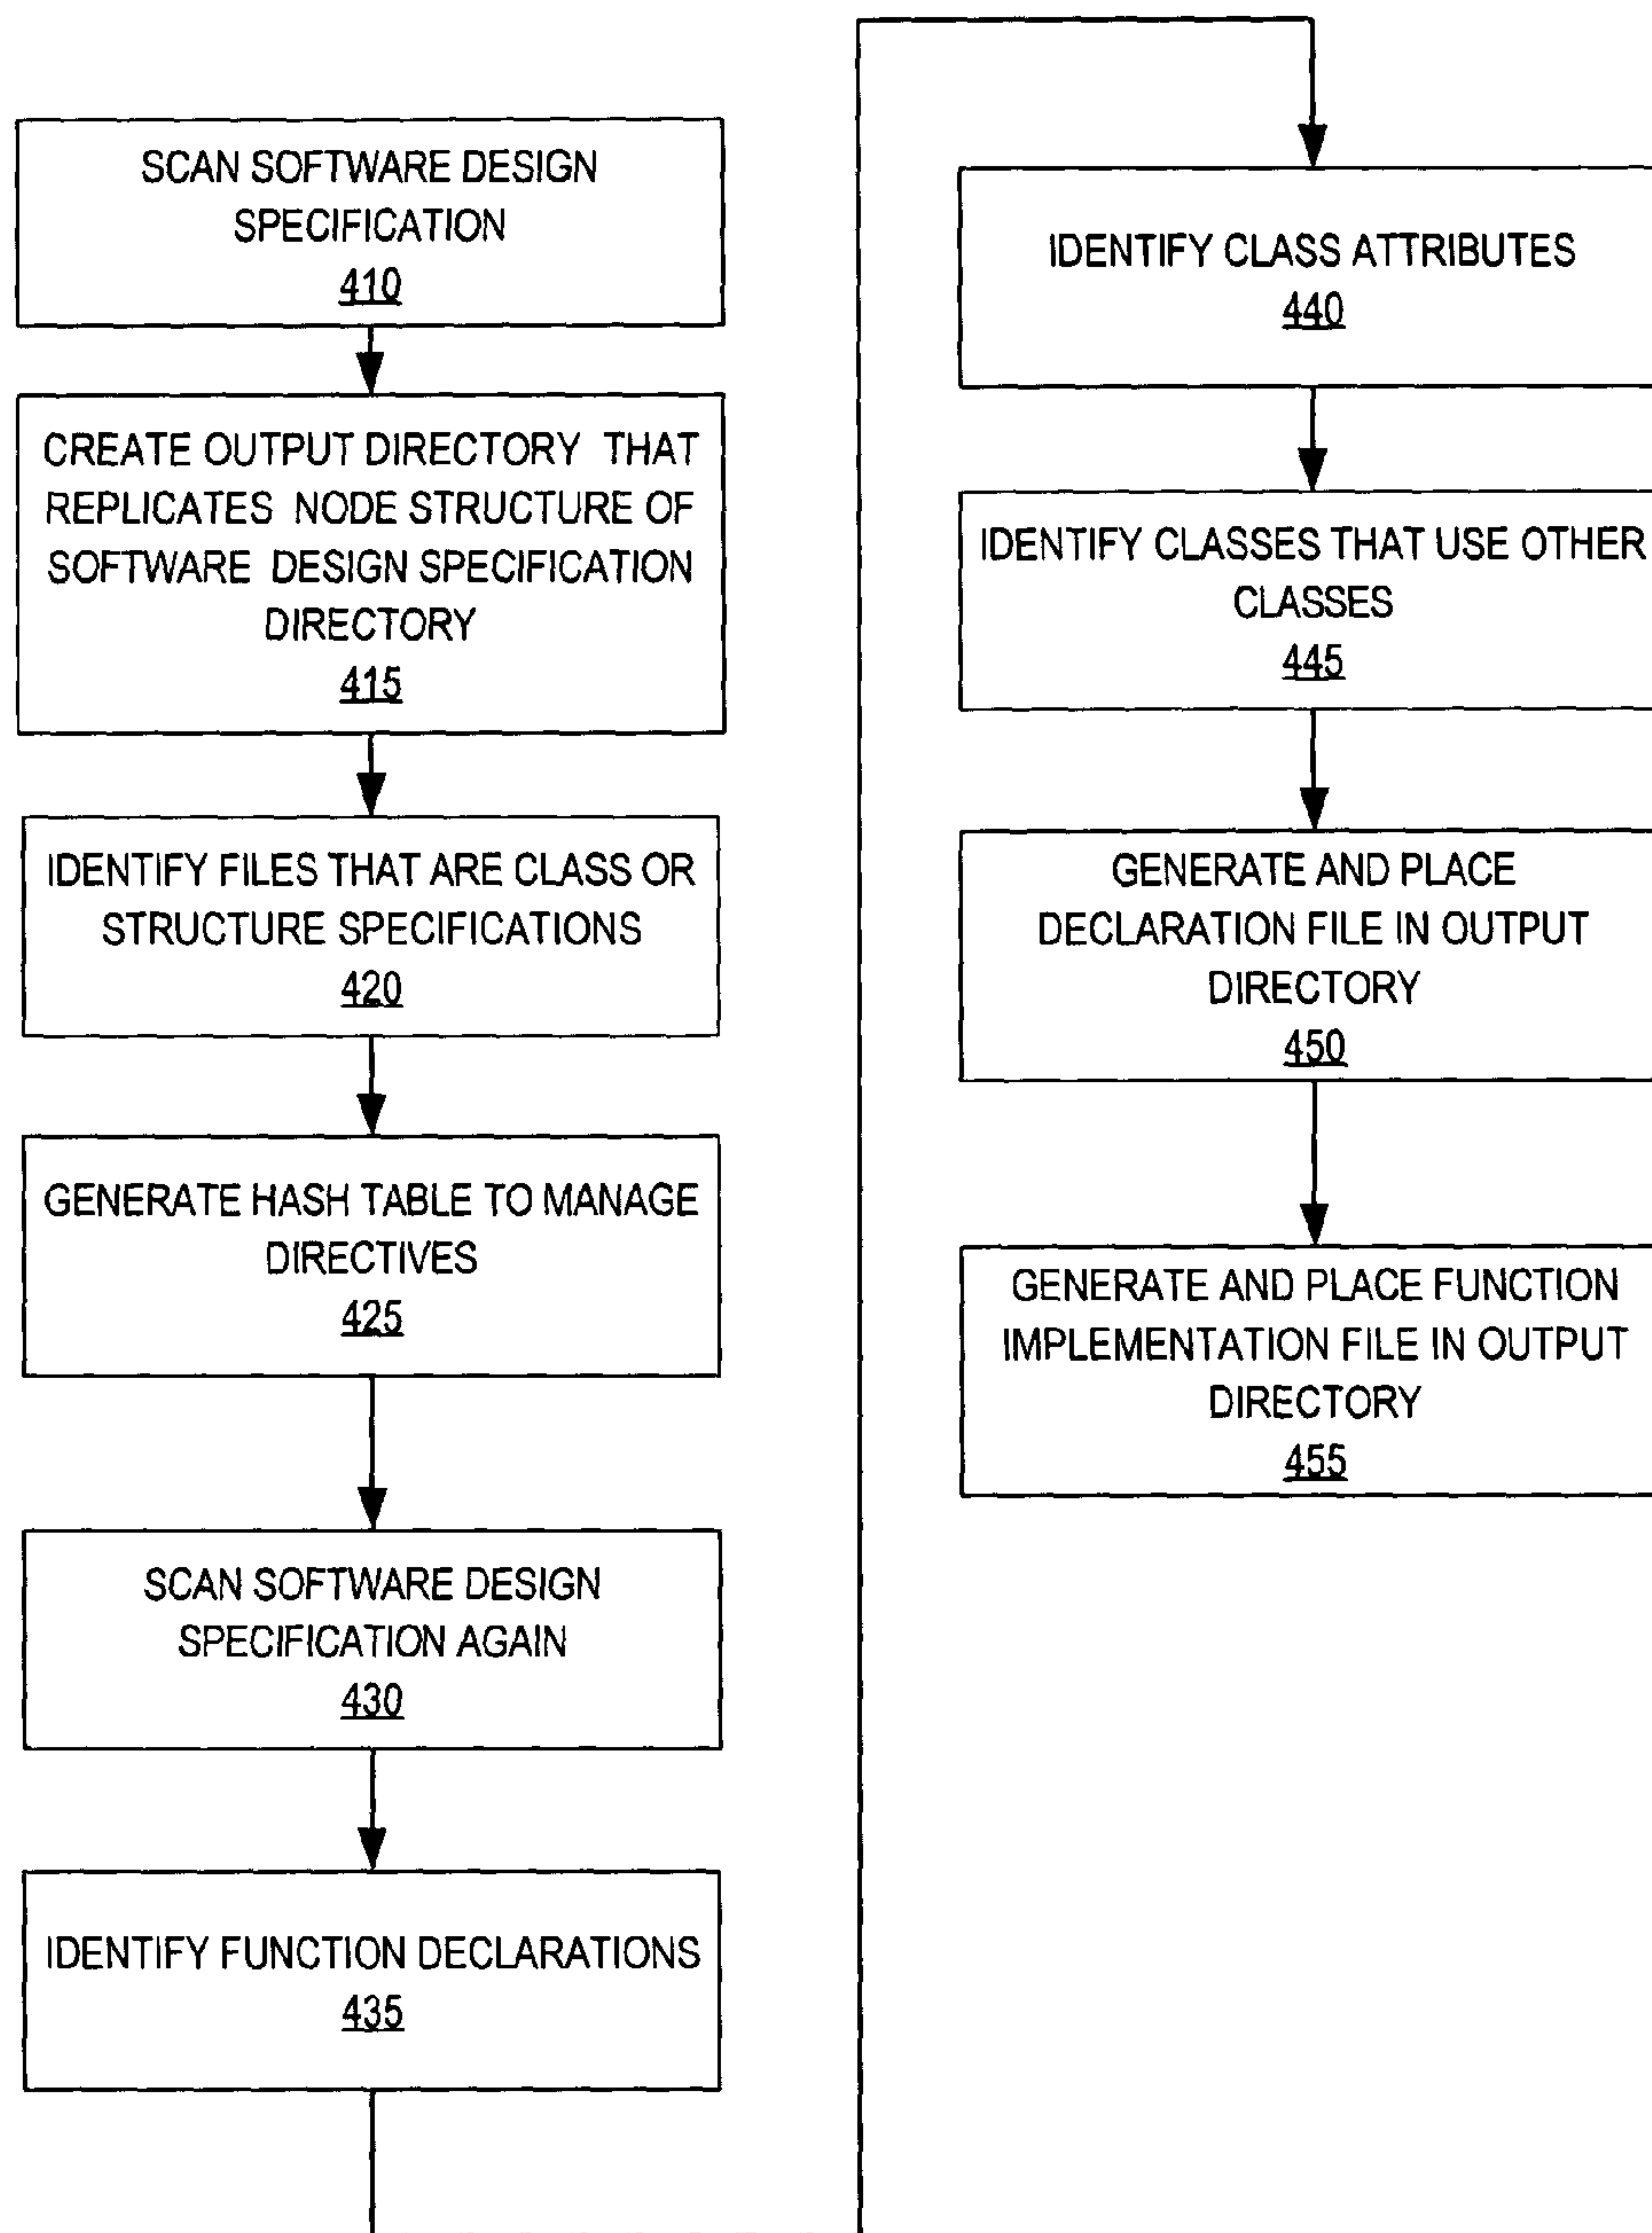 SCAN SOFTWARE DESIGN
SPECIFICATION
410
CREATE OUTPUT DIRECTORY THAT
REPLICATES NODE STRUCTURE OF
SOFTWARE DESIGN SPECIFICATION
DIRECTORY
415
IDENTIFY FILES THAT ARE CLASS OR
STRUCTURE SPECIFICATIONS
420
GENERATE HASH TABLE TO MANAGE
DIRECTIVES
425
SCAN SOFTWARE DESIGN
SPECIFICATION AGAIN
430
IDENTIFY FUNCTION DECLARATIONS
435
IDENTIFY CLASS ATTRIBUTES
440
IDENTIFY CLASSES THAT USE OTHER
CLASSES
445
GENERATE AND PLACE
DECLARATION FILE IN OUTPUT
DIRECTORY
450
GENERATE AND PLACE FUNCTION
IMPLEMENTATION FILE IN OUTPUT
DIRECTORY
455